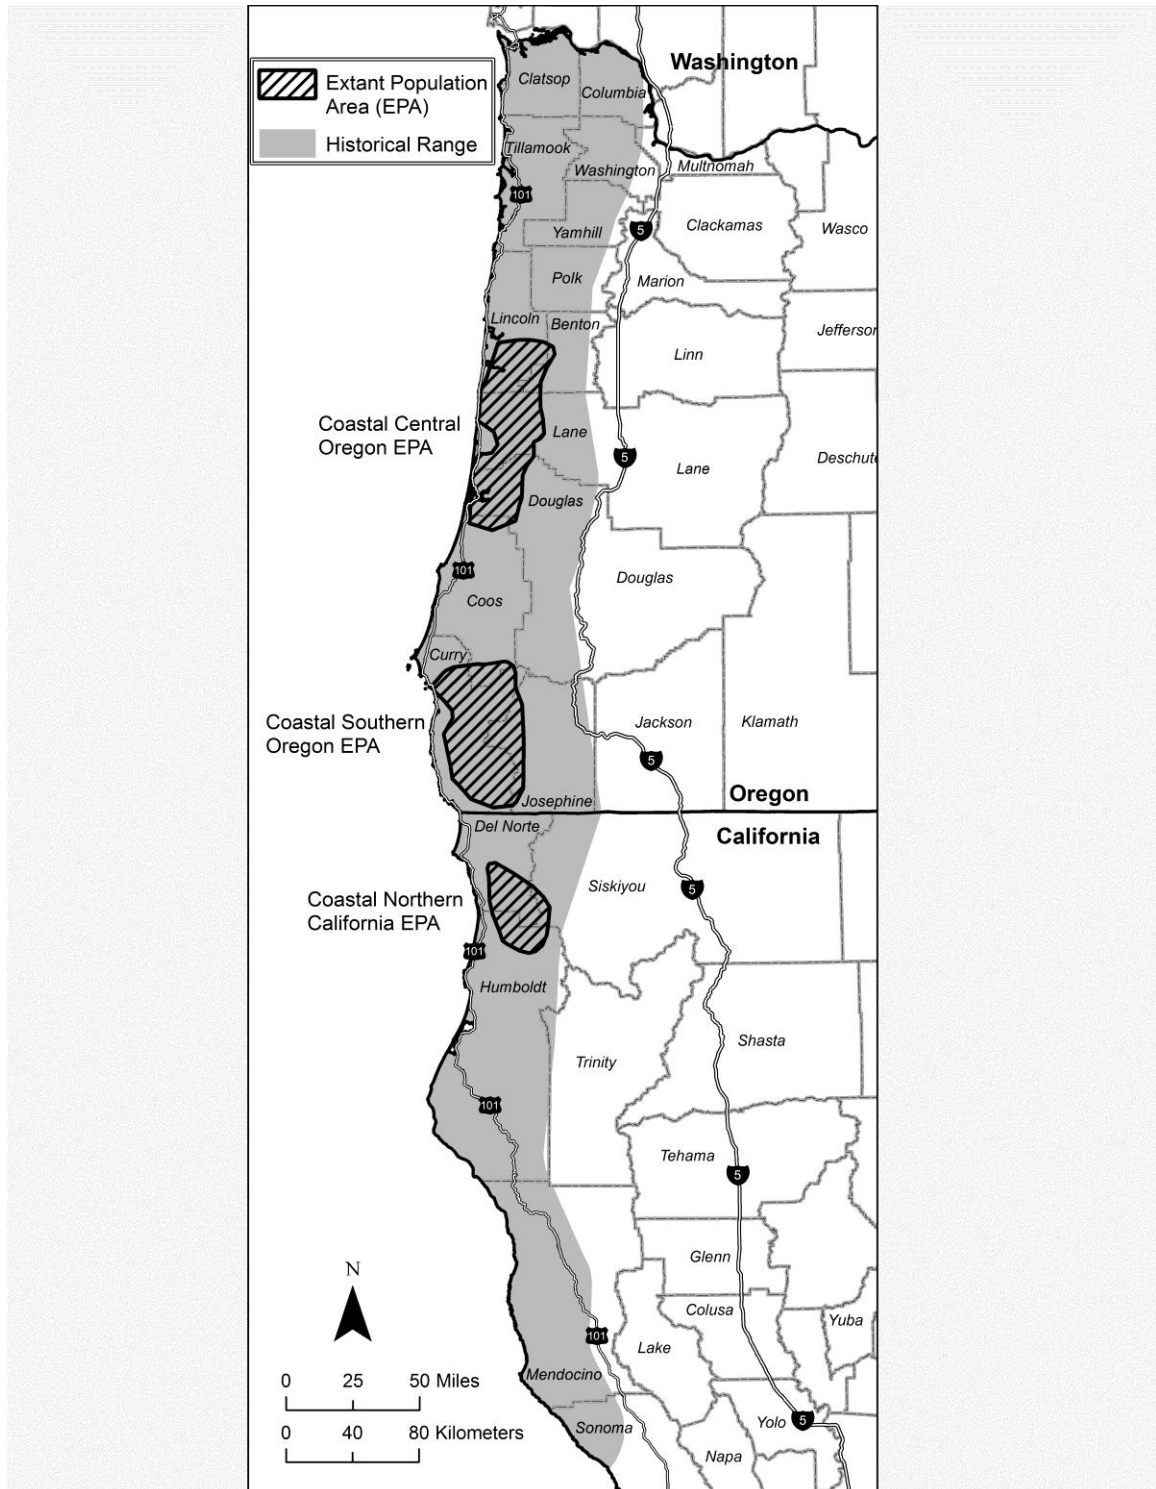 Washington
Extant Population
Area (EPA)
Historical Range
Clatsop
Columbia
Tillamook
Washington
Multnomah
101
Yamhill
5
Clackamas
Wasco
Polk
Marion
Lincoln
Benton
Jefferson
Linn
Coastal Central
Oregon EPA
Lane
5
Lane
Deschute
Douglas
101
Douglas
Coos
Curry
Coastal Southern
Oregon EPA
Jackson
Klamath
5
Josephine
Oregon
Del Norte
California
Coastal Northern
California EPA
Siskiyou
5
101
Humboldt
Shasta
Trinity
101
Tehama
5
Glenn
N
Colusa
Yuba
101
Lake
0 25 50 Miles
Mendocino
0 40 80 Kilometers
Sonoma
Yolo
5
Napa